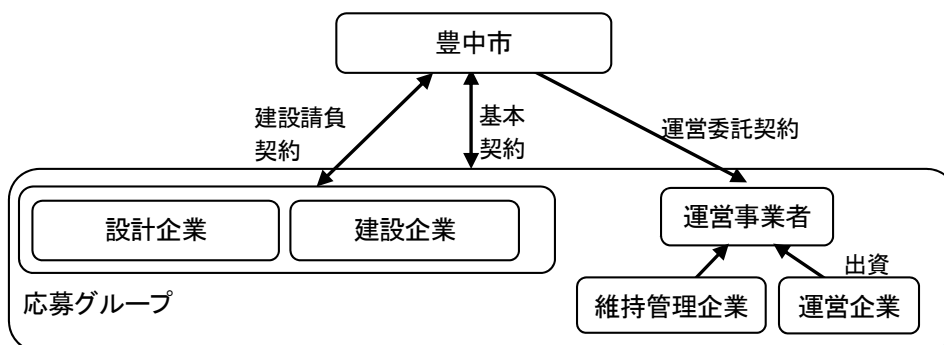 豊中市
建設請負
契約
基本
契約
運営委託契約
設計企業
建設企業
運営事業者
出資
応募グループ
維持管理企業
運営企業